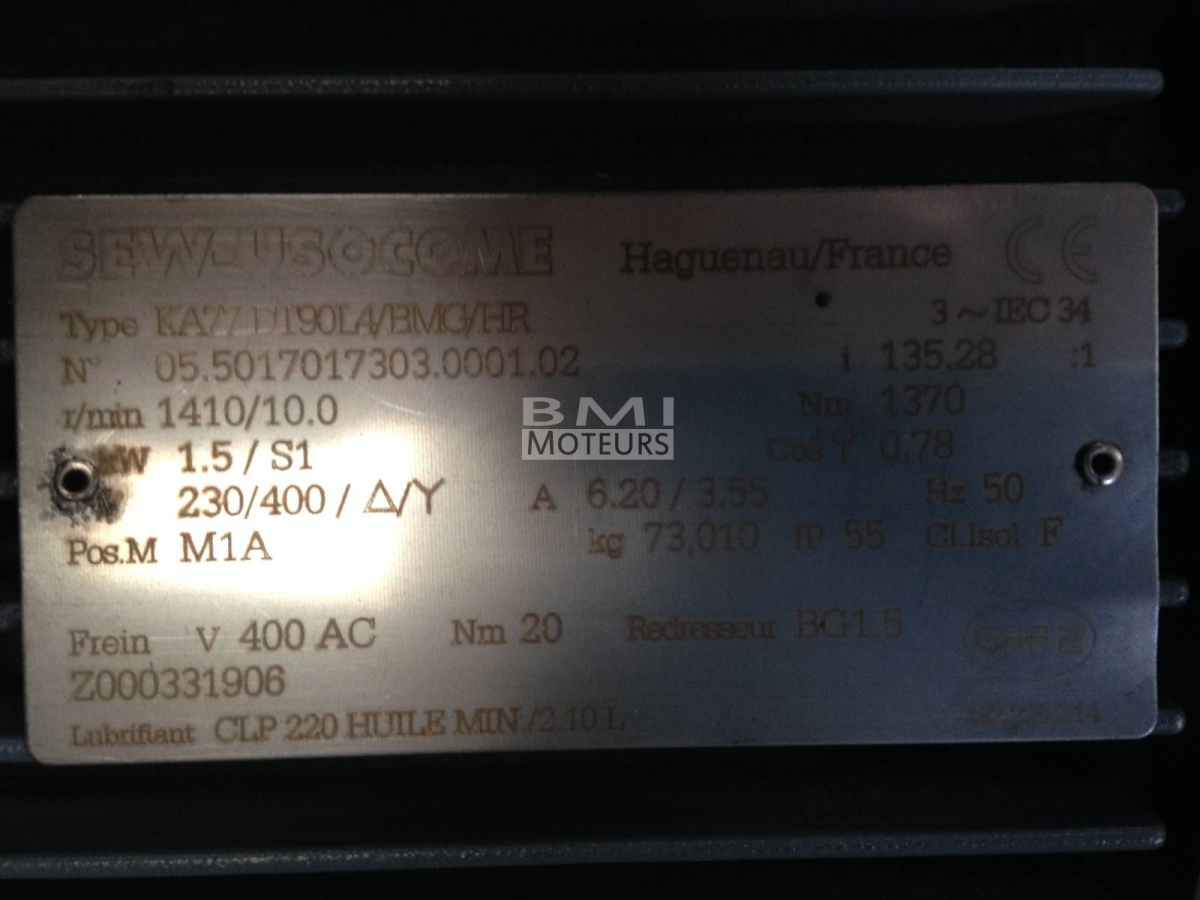 SEW-USOCOME Haguenau/France CE
Type KA77 DT90L4/BMG/HR 3~IEC 34
N° 05.5017017303.0001.02 i 135.28 :1
r/min 1410/10.0 Nm 1370
kW 1.5 / S1 Cos φ 0.78
V 230/400 / Δ/Y A 6.20 / 3.55 Hz 50
Pos.M M1A kg 73,010 IP 55 Cl.Isol F
Frein V 400 AC Nm 20 Redresseur BG1.5
Z000331906
Lubrifiant CLP 220 HUILE MIN./2.10 L
BMI
MOTEURS